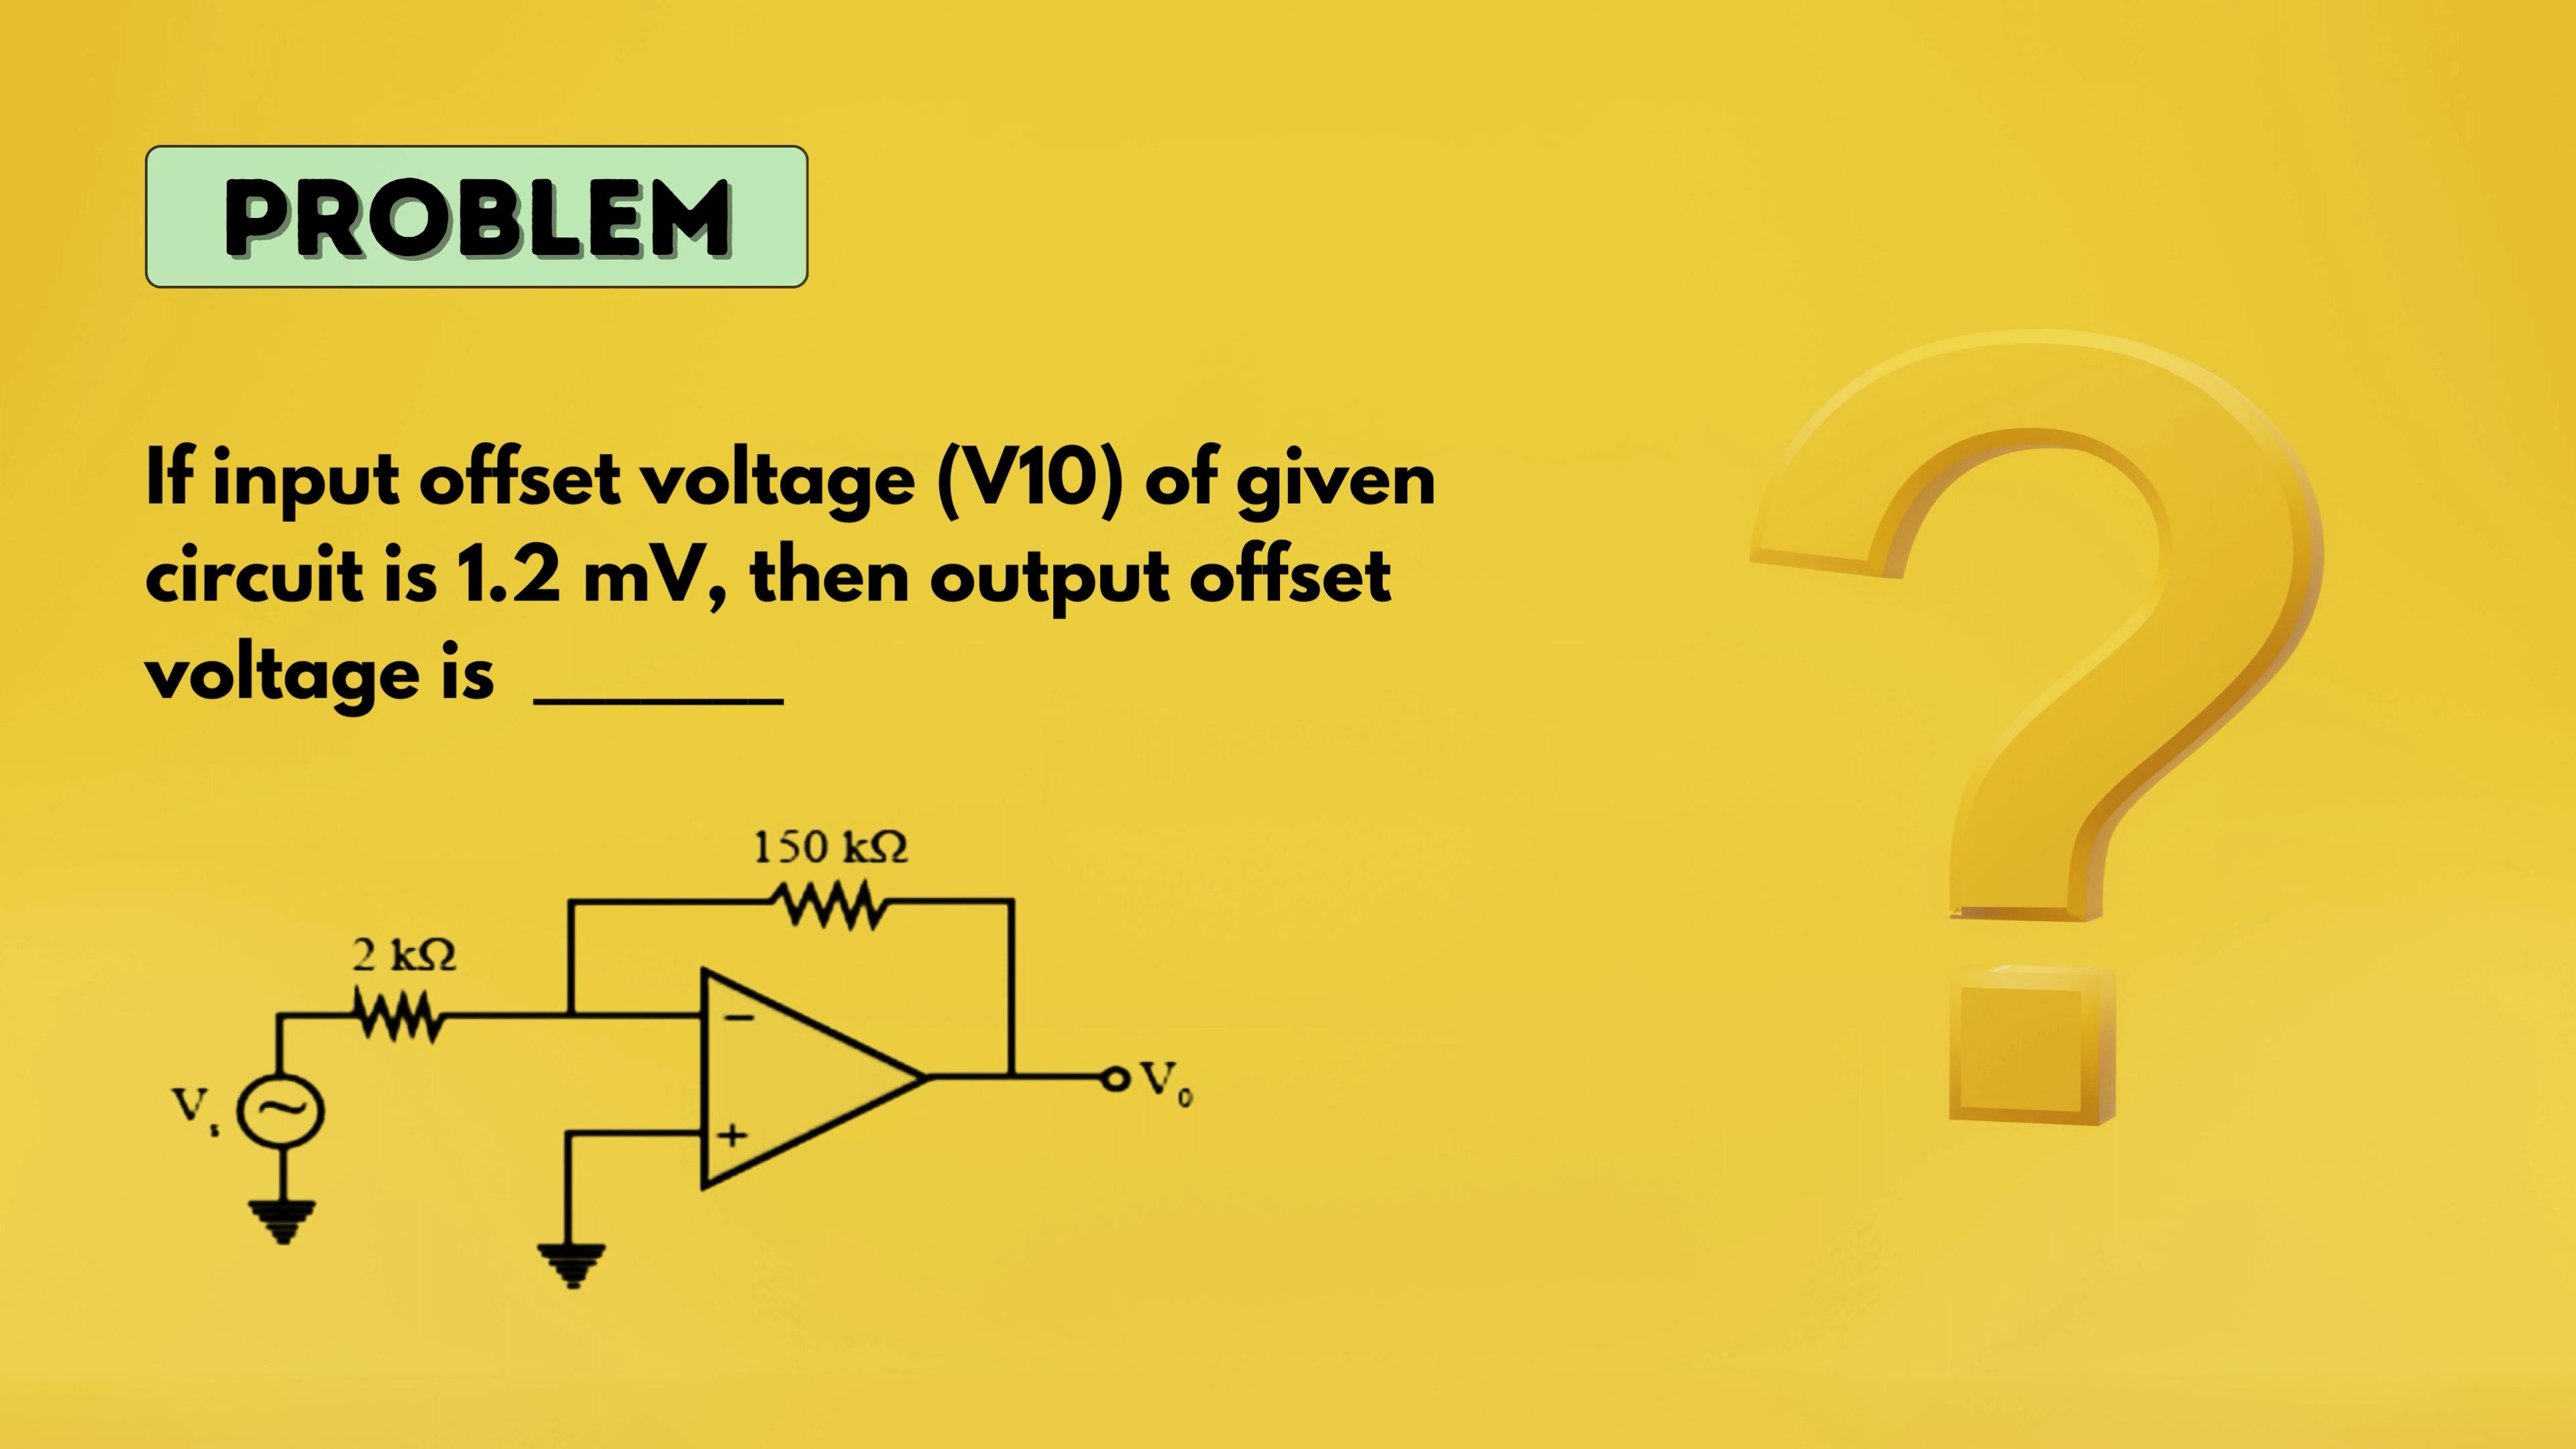 PROBLEM
If input offset voltage (V10) of given
circuit is 1.2 mV, then output offset
voltage is _______
150 kΩ
2 kΩ
−
+
Vs
V0